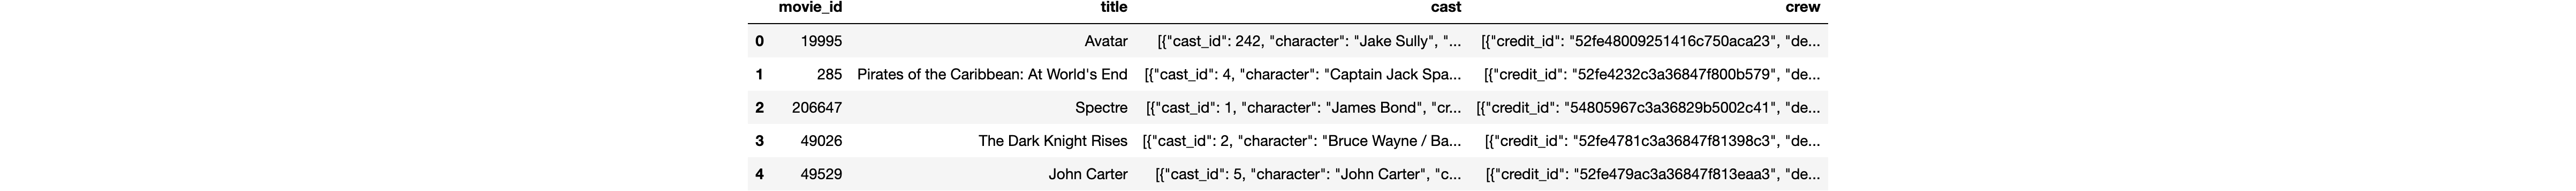 movie_id title cast crew
0 19995 Avatar [{"cast_id": 242, "character": "Jake Sully", "... [{"credit_id": "52fe48009251416c750aca23", "de...
1 285 Pirates of the Caribbean: At World's End [{"cast_id": 4, "character": "Captain Jack Spa... [{"credit_id": "52fe4232c3a36847f800b579", "de...
2 206647 Spectre [{"cast_id": 1, "character": "James Bond", "cr... [{"credit_id": "54805967c3a36829b5002c41", "de...
3 49026 The Dark Knight Rises [{"cast_id": 2, "character": "Bruce Wayne / Ba... [{"credit_id": "52fe4781c3a36847f81398c3", "de...
4 49529 John Carter [{"cast_id": 5, "character": "John Carter", "c... [{"credit_id": "52fe479ac3a36847f813eaa3", "de...